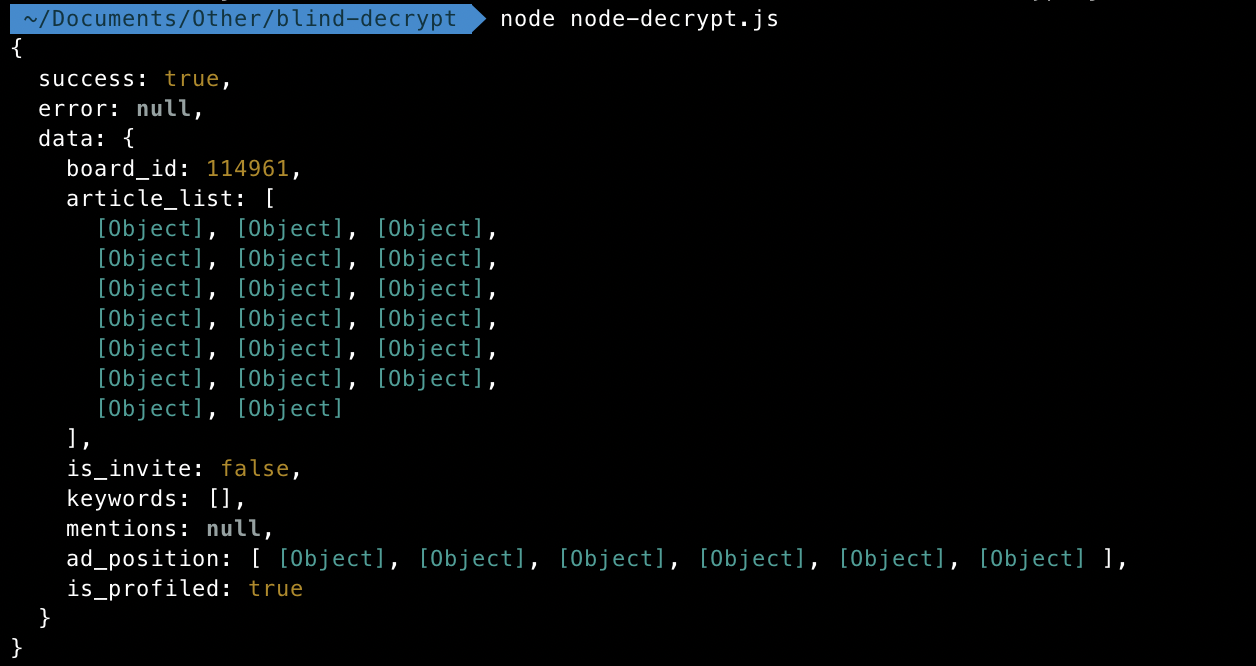 ~/Documents/Other/blind-decrypt node node-decrypt.js
{
  success: true,
  error: null,
  data: {
    board_id: 114961,
    article_list: [
      [Object], [Object], [Object],
      [Object], [Object], [Object],
      [Object], [Object], [Object],
      [Object], [Object], [Object],
      [Object], [Object], [Object],
      [Object], [Object], [Object],
      [Object], [Object]
    ],
    is_invite: false,
    keywords: [],
    mentions: null,
    ad_position: [ [Object], [Object], [Object], [Object], [Object], [Object] ],
    is_profiled: true
  }
}